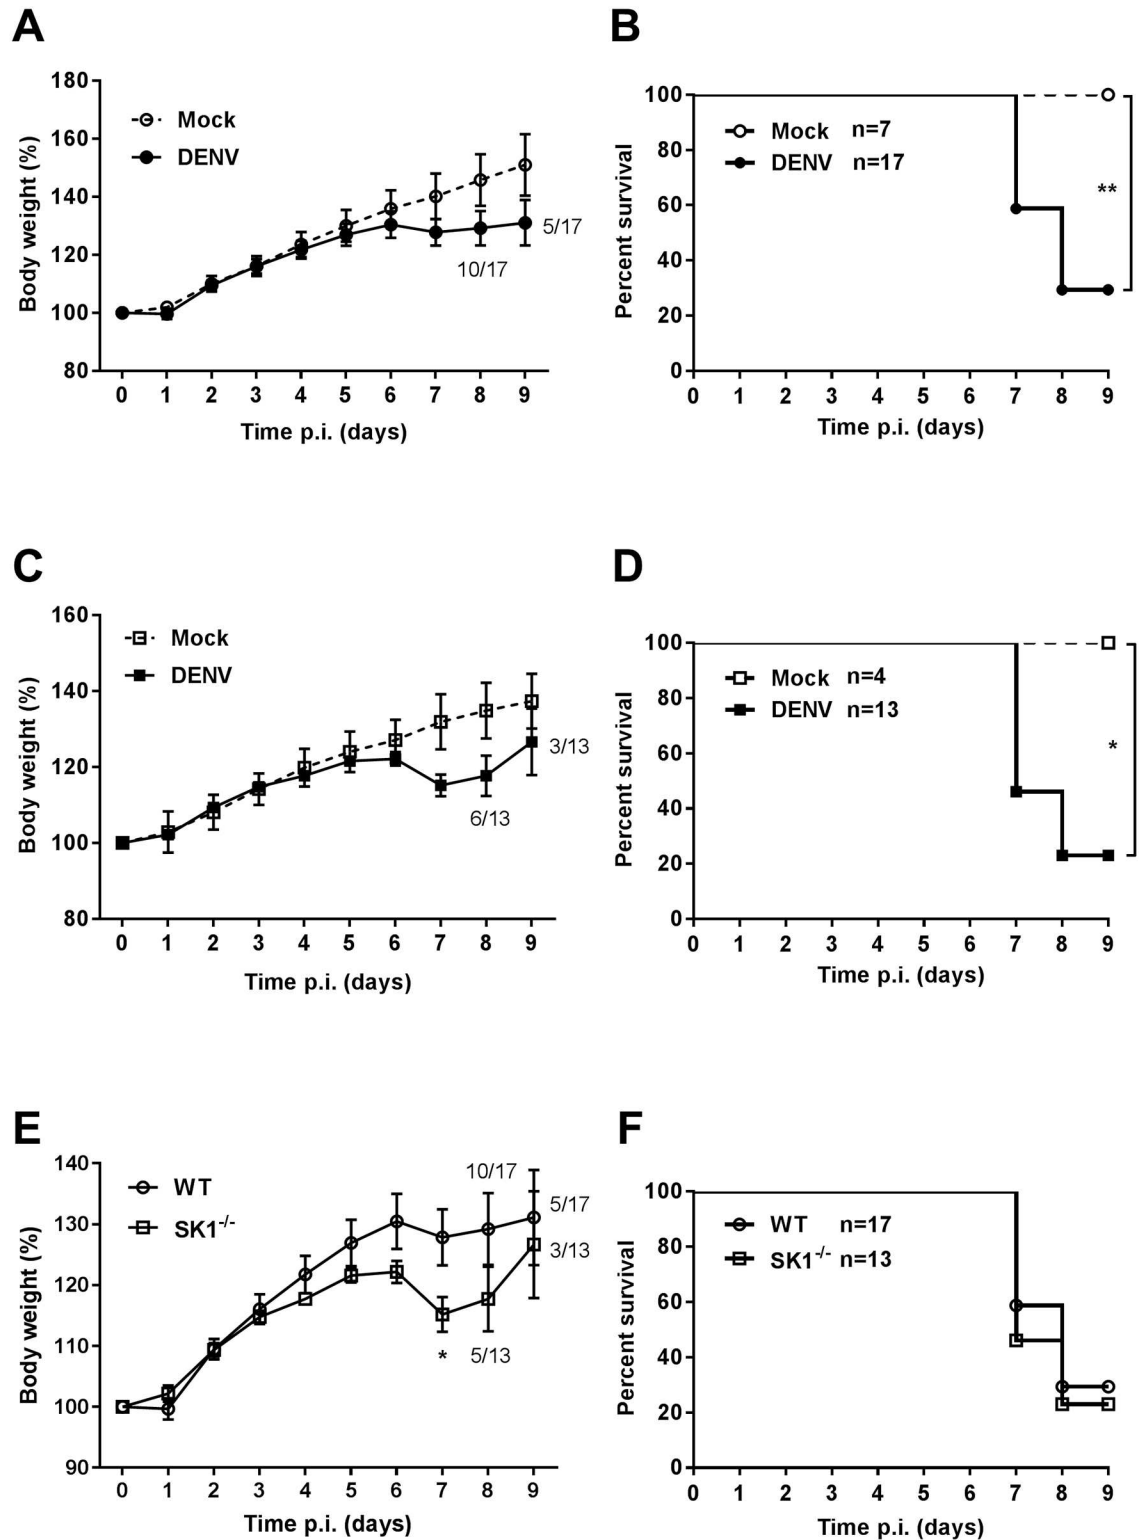 A
180
160
140
120
100
80
Body weight (%)
Mock
DENV
5/17
10/17
0 1 2 3 4 5 6 7 8 9
Time p.i. (days)
B
100
80
60
40
20
0
Percent survival
Mock n=7
DENV n=17
**
0 1 2 3 4 5 6 7 8 9
Time p.i. (days)
C
160
140
120
100
80
Body weight (%)
Mock
DENV
3/13
6/13
0 1 2 3 4 5 6 7 8 9
Time p.i. (days)
D
100
80
60
40
20
0
Percent survival
Mock n=4
DENV n=13
*
0 1 2 3 4 5 6 7 8 9
Time p.i. (days)
E
140
130
120
110
100
90
Body weight (%)
WT
SK1-/-
10/17
5/17
3/13
* 5/13
0 1 2 3 4 5 6 7 8 9
Time p.i. (days)
F
100
80
60
40
20
0
Percent survival
WT n=17
SK1-/- n=13
0 1 2 3 4 5 6 7 8 9
Time p.i. (days)